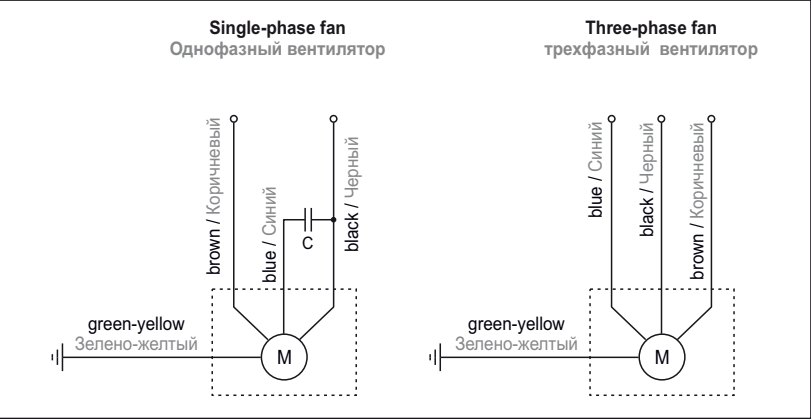 Single-phase fan
Однофазный вентилятор
brown / Коричневый
blue / Синий
C
black / Черный
green-yellow
Зелено-желтый
M
Three-phase fan
трехфазный вентилятор
blue / Синий
black / Черный
brown / Коричневый
green-yellow
Зелено-желтый
M